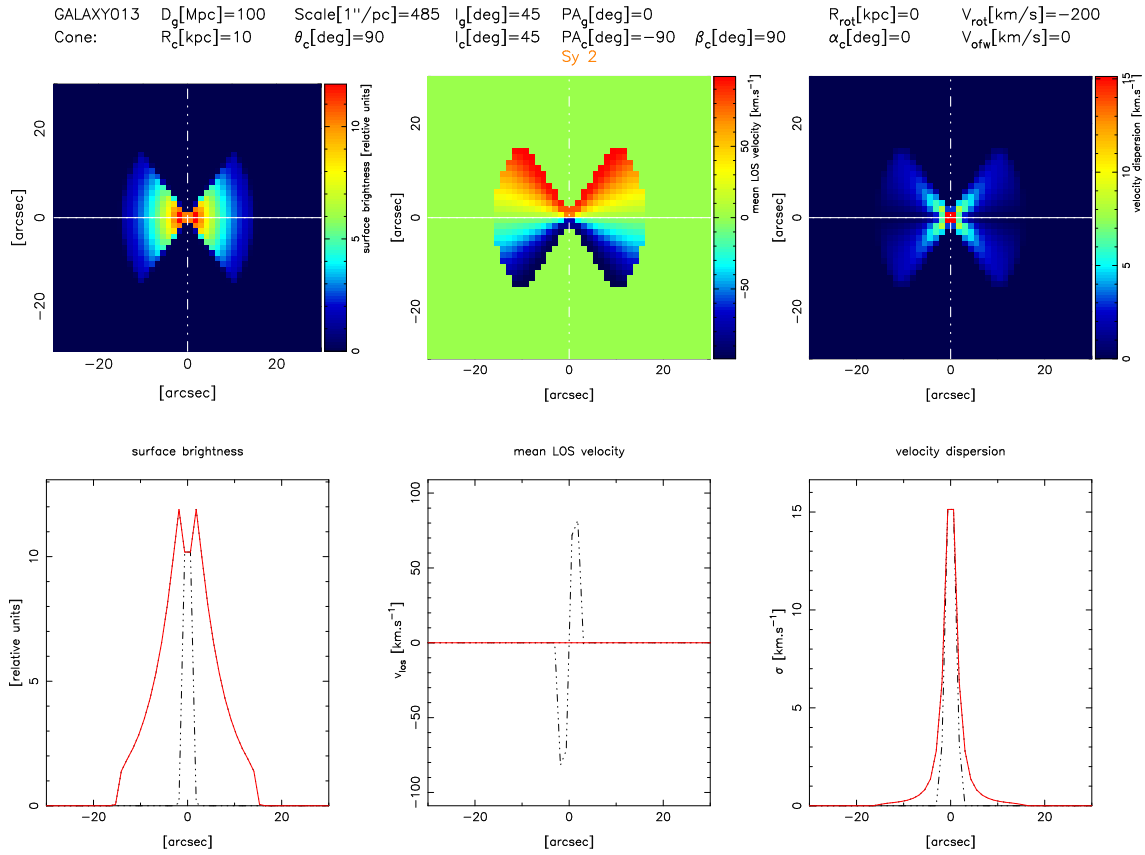 GALAXY013 D_g[Mpc]=100 Scale[1"/pc]=485 I_g[deg]=45 PA_g[deg]=0 R_rot[kpc]=0 V_rot[km/s]=−200
Cone: R_c[kpc]=10 θ_c[deg]=90 I_c[deg]=45 PA_c[deg]=−90 β_c[deg]=90 α_c[deg]=0 V_ofw[km/s]=0
Sy 2
[arcsec]
20
0
−20
−20 0 20
[arcsec]
0 5 10
surface brightness [relative units]
[arcsec]
20
0
−20
−20 0 20
[arcsec]
−50 0 50
mean LOS velocity [km.s⁻¹]
[arcsec]
20
0
−20
−20 0 20
[arcsec]
0 5 10 15
velocity dispersion [km.s⁻¹]
surface brightness
[relative units]
10
5
0
−20 0 20
[arcsec]
mean LOS velocity
v_los [km.s⁻¹]
100
50
0
−50
−100
−20 0 20
[arcsec]
velocity dispersion
σ [km.s⁻¹]
15
10
5
0
−20 0 20
[arcsec]